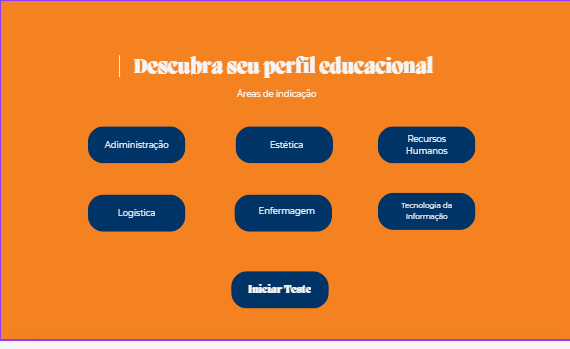 Descubra seu perfil educacional
Áreas de indicação
Adiministração
Estética
Recursos
Humanos
Logística
Enfermagem
Tecnologia da
Informação
Iniciar Teste